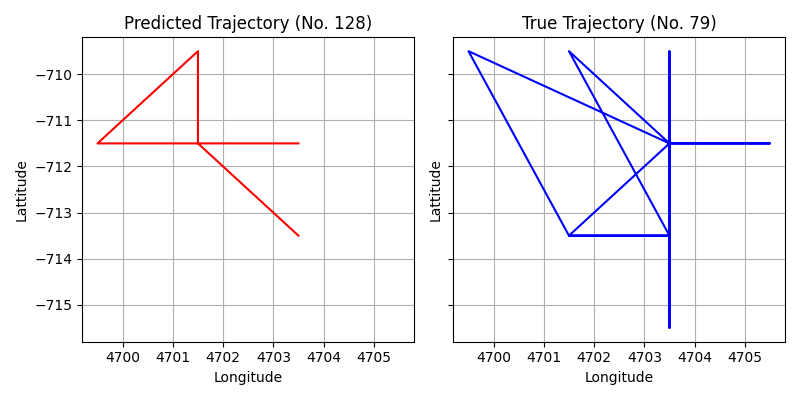 Predicted Trajectory (No. 128)
Lattitude
−710
−711
−712
−713
−714
−715
4700 4701 4702 4703 4704 4705
Longitude
True Trajectory (No. 79)
Lattitude
4700 4701 4702 4703 4704 4705
Longitude